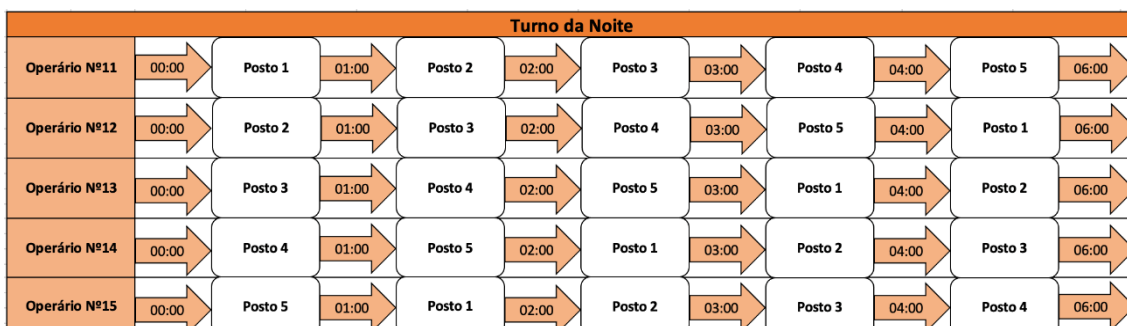 Turno da Noite
Operário Nº11 00:00 Posto 1 01:00 Posto 2 02:00 Posto 3 03:00 Posto 4 04:00 Posto 5 06:00
Operário Nº12 00:00 Posto 2 01:00 Posto 3 02:00 Posto 4 03:00 Posto 5 04:00 Posto 1 06:00
Operário Nº13 00:00 Posto 3 01:00 Posto 4 02:00 Posto 5 03:00 Posto 1 04:00 Posto 2 06:00
Operário Nº14 00:00 Posto 4 01:00 Posto 5 02:00 Posto 1 03:00 Posto 2 04:00 Posto 3 06:00
Operário Nº15 00:00 Posto 5 01:00 Posto 1 02:00 Posto 2 03:00 Posto 3 04:00 Posto 4 06:00